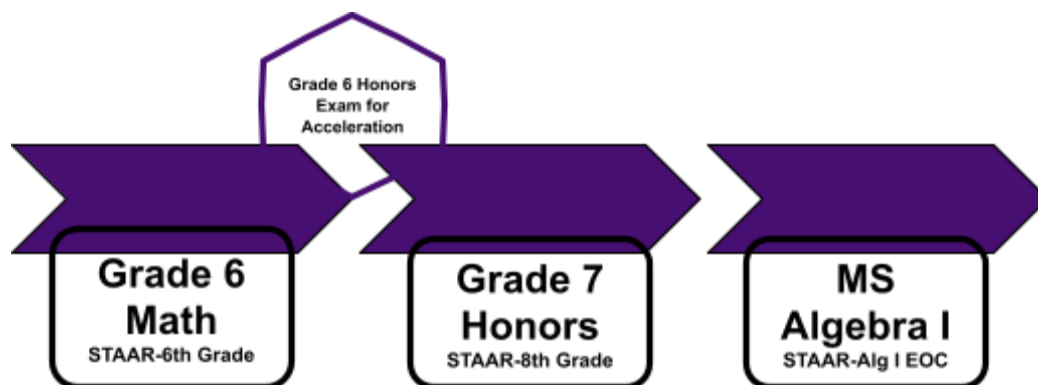 Grade 6 Honors
Exam for
Acceleration
Grade 6
Math
STAAR-6th Grade
Grade 7
Honors
STAAR-8th Grade
MS
Algebra I
STAAR-Alg I EOC